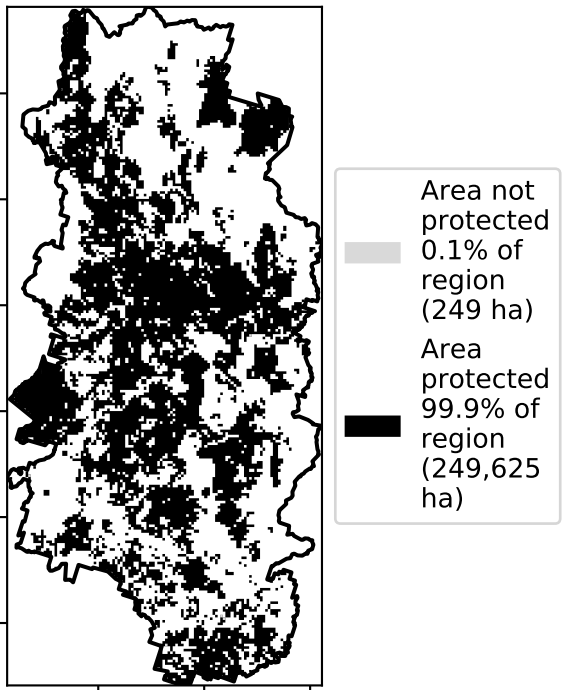 Area not
protected
0.1% of
region
(249 ha)
Area
protected
99.9% of
region
(249,625
ha)